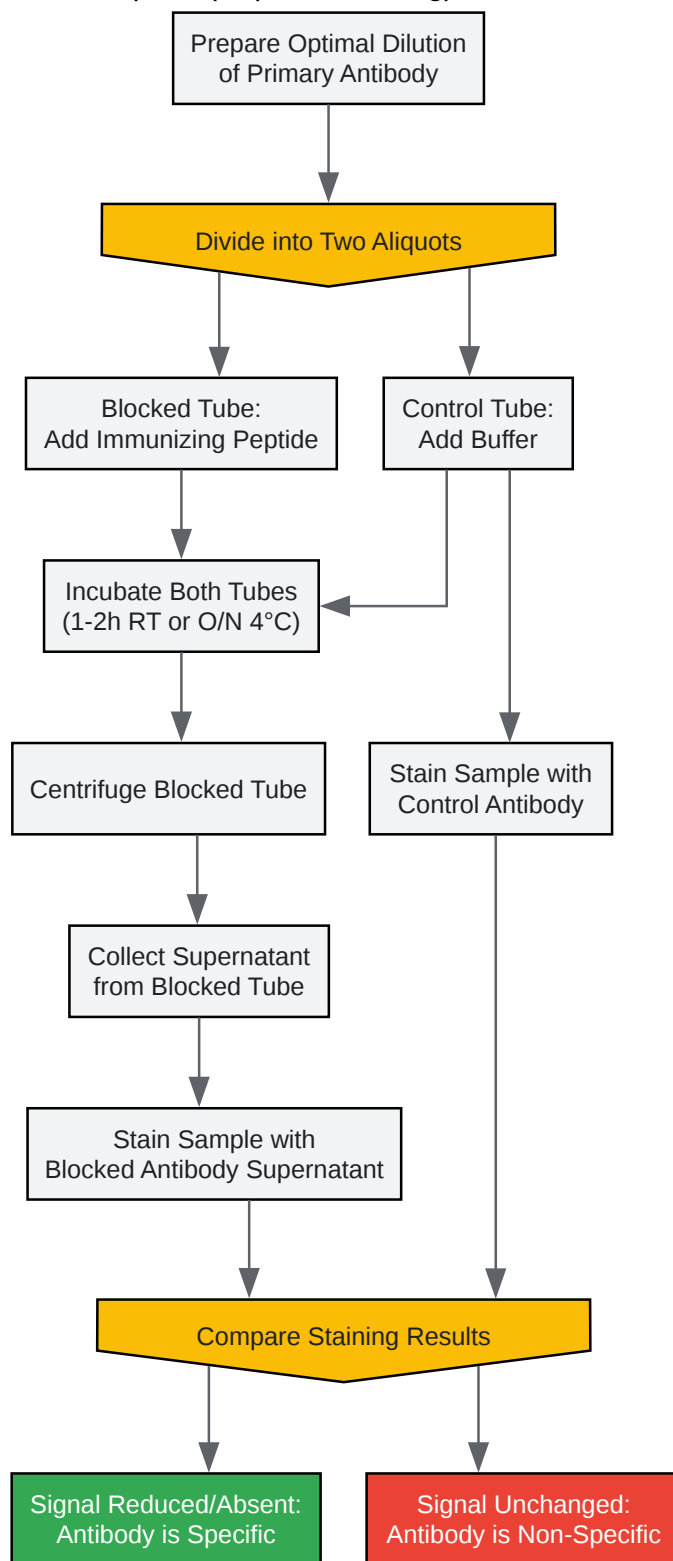 Prepare Optimal Dilution
of Primary Antibody
Divide into Two Aliquots
Blocked Tube:
Add Immunizing Peptide
Control Tube:
Add Buffer
Incubate Both Tubes
(1-2h RT or O/N 4°C)
Centrifuge Blocked Tube
Stain Sample with
Control Antibody
Collect Supernatant
from Blocked Tube
Stain Sample with
Blocked Antibody Supernatant
Compare Staining Results
Signal Reduced/Absent:
Antibody is Specific
Signal Unchanged:
Antibody is Non-Specific